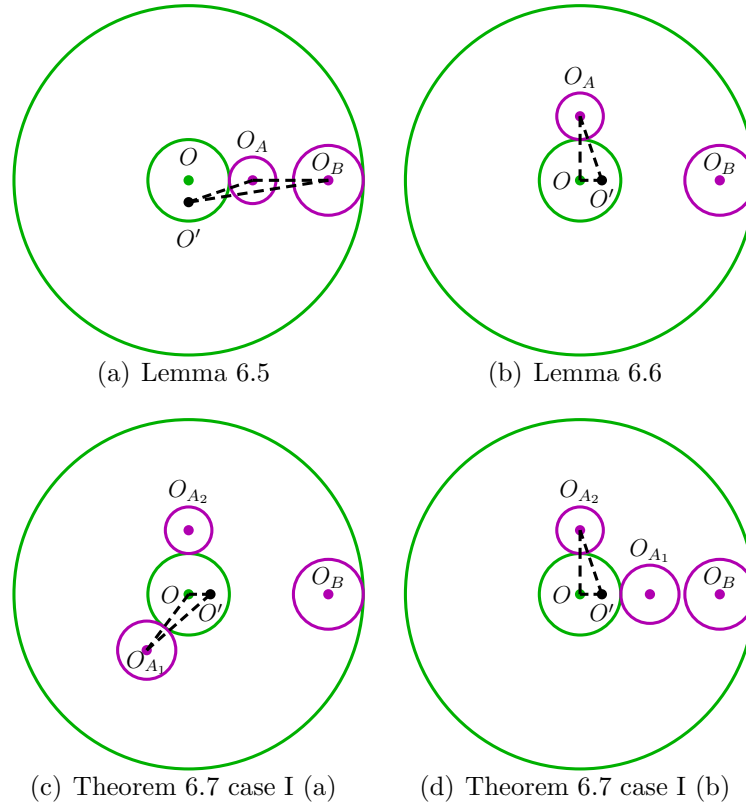 O O_A O_B O'
O_A O O' O_B
(a) Lemma 6.5
(b) Lemma 6.6
O_{A_2} O O' O_B O_{A_1}
O_{A_2} O_{A_1} O O' O_B
(c) Theorem 6.7 case I (a)
(d) Theorem 6.7 case I (b)